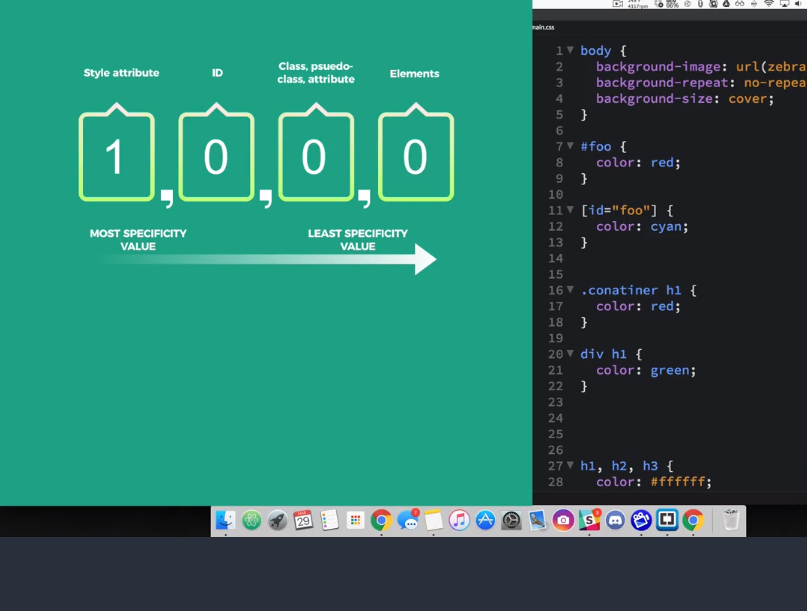 Style attribute
ID
Class, psuedo-
class, attribute
Elements
1,0,0,0
MOST SPECIFICITY
VALUE
LEAST SPECIFICITY
VALUE
main.css
1 body {
2 background-image: url(zebra
3 background-repeat: no-repea
4 background-size: cover;
5 }
6
7 #foo {
8 color: red;
9 }
10
11 [id="foo"] {
12 color: cyan;
13 }
14
15
16 .conatiner h1 {
17 color: red;
18 }
19
20 div h1 {
21 color: green;
22 }
23
24
25
26
27 h1, h2, h3 {
28 color: #ffffff;
29